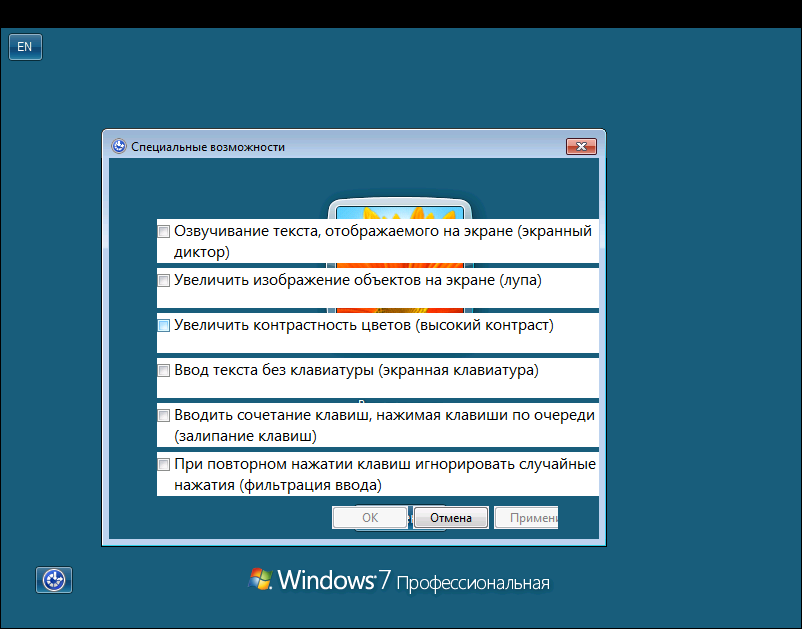 EN
Специальные возможности
Озвучивание текста, отображаемого на экране (экранный
диктор)
Увеличить изображение объектов на экране (лупа)
Увеличить контрастность цветов (высокий контраст)
Ввод текста без клавиатуры (экранная клавиатура)
Вводить сочетание клавиш, нажимая клавиши по очереди
(залипание клавиш)
При повторном нажатии клавиш игнорировать случайные
нажатия (фильтрация ввода)
ОК Отмена Примени
Windows 7 Профессиональная